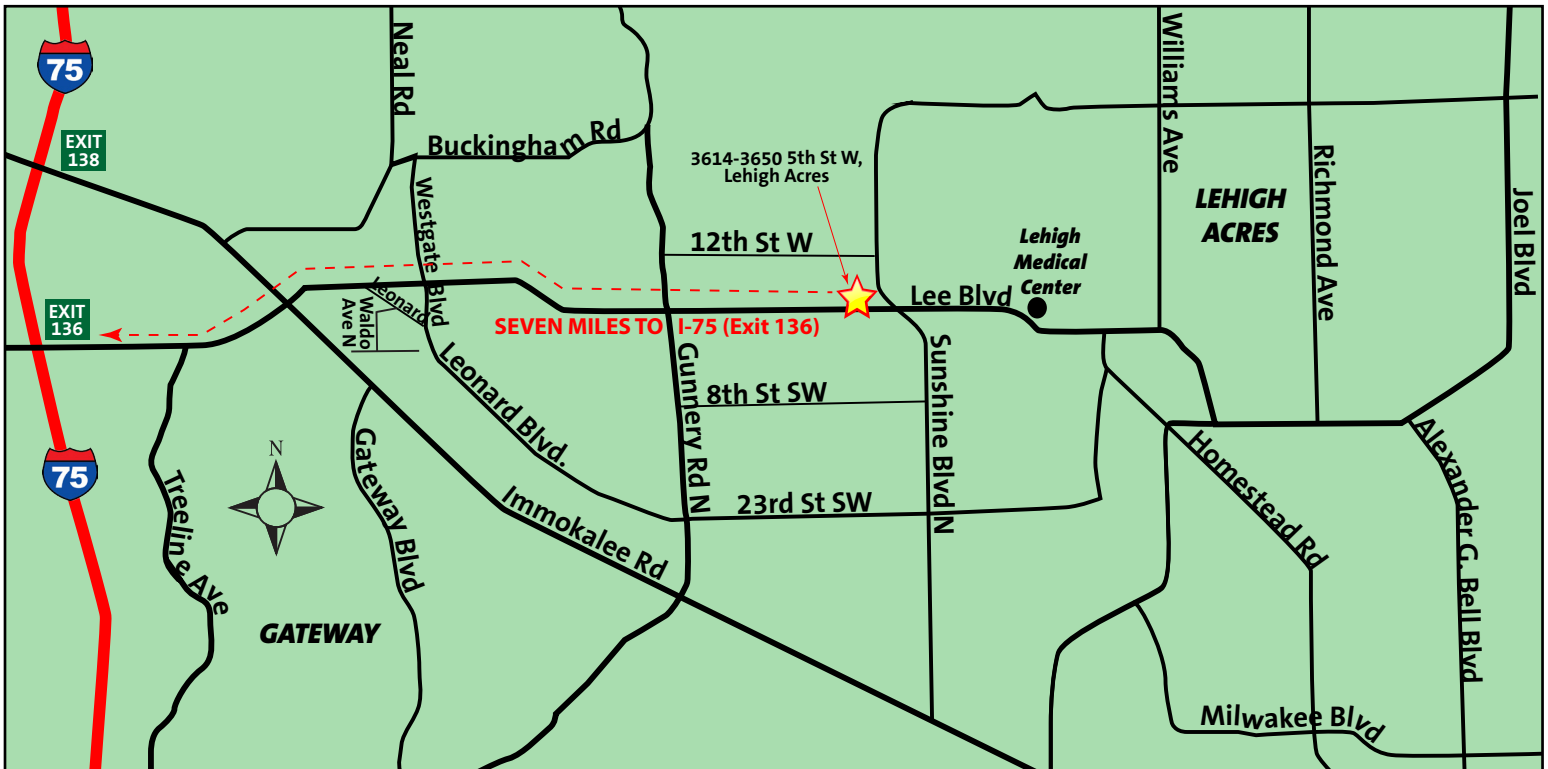 75
Neal Rd
Williams Ave
EXIT
138
Buckingham Rd
3614-3650 5th St W,
Lehigh Acres
Richmond Ave
Westgate Blvd
LEHIGH
ACRES
Joel Blvd
12th St W
Lehigh
Medical
Center
Leonard
Lee Blvd
EXIT
136
Waldo
Ave N
SEVEN MILES TO I-75 (Exit 136)
Gunnery Rd N
Sunshine Blvd N
Leonard Blvd.
8th St SW
75
Gateway Blvd
N
Homestead Rd
Alexander G. Bell Blvd
Treeline Ave
Immokalee Rd
23rd St SW
GATEWAY
Milwakee Blvd